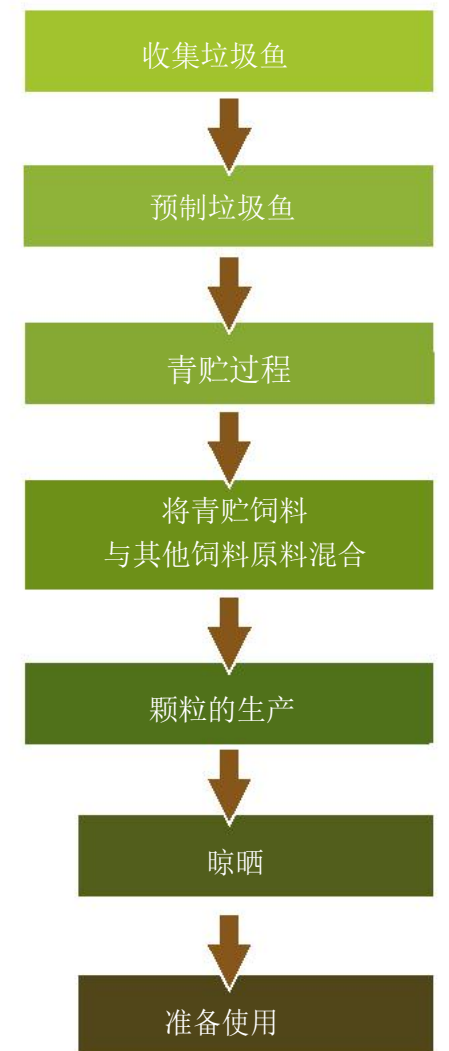 收集垃圾鱼
预制垃圾鱼
青贮过程
将青贮饲料
与其他饲料原料混合
颗粒的生产
晾晒
准备使用